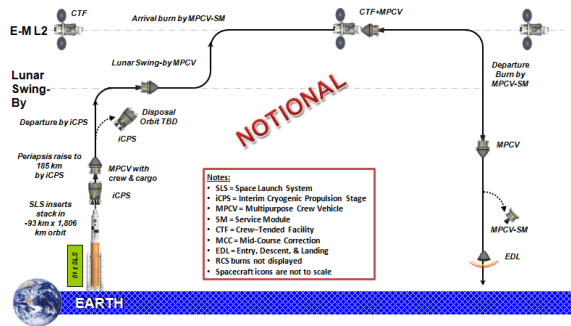 CTF
CTF+MPCV
Arrival burn by MPCV-SM
E-M L2
Lunar Swing-by MPCV
Departure
Burn by
MPCV-SM
Lunar
Swing-
By
NOTIONAL
Departure by iCPS
Disposal
Orbit TBD
iCPS
MPCV
Periapsis raise to
185 km
by iCPS
MPCV with
crew & cargo
iCPS
SLS inserts
stack in
-93 km x 1,806
km orbit
Notes:
• SLS = Space Launch System
• iCPS = Interim Cryogenic Propulsion Stage
• MPCV = Multipurpose Crew Vehicle
• SM = Service Module
• CTF = Crew–Tended Facility
• MCC = Mid-Course Correction
• EDL = Entry, Descent, & Landing
• RCS burns not displayed
• Spacecraft icons are not to scale
MPCV-SM
EDL
SLS
EARTH